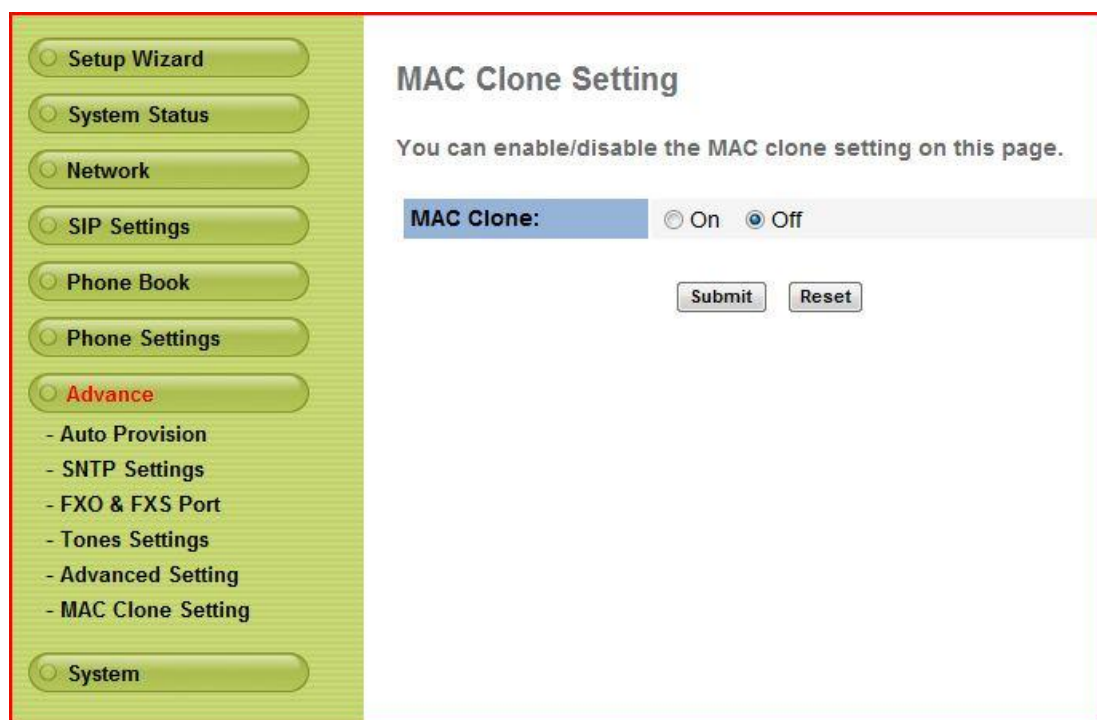 Setup Wizard
System Status
Network
SIP Settings
Phone Book
Phone Settings
Advance
- Auto Provision
- SNTP Settings
- FXO & FXS Port
- Tones Settings
- Advanced Setting
- MAC Clone Setting
System
MAC Clone Setting
You can enable/disable the MAC clone setting on this page.
MAC Clone: On Off
Submit Reset